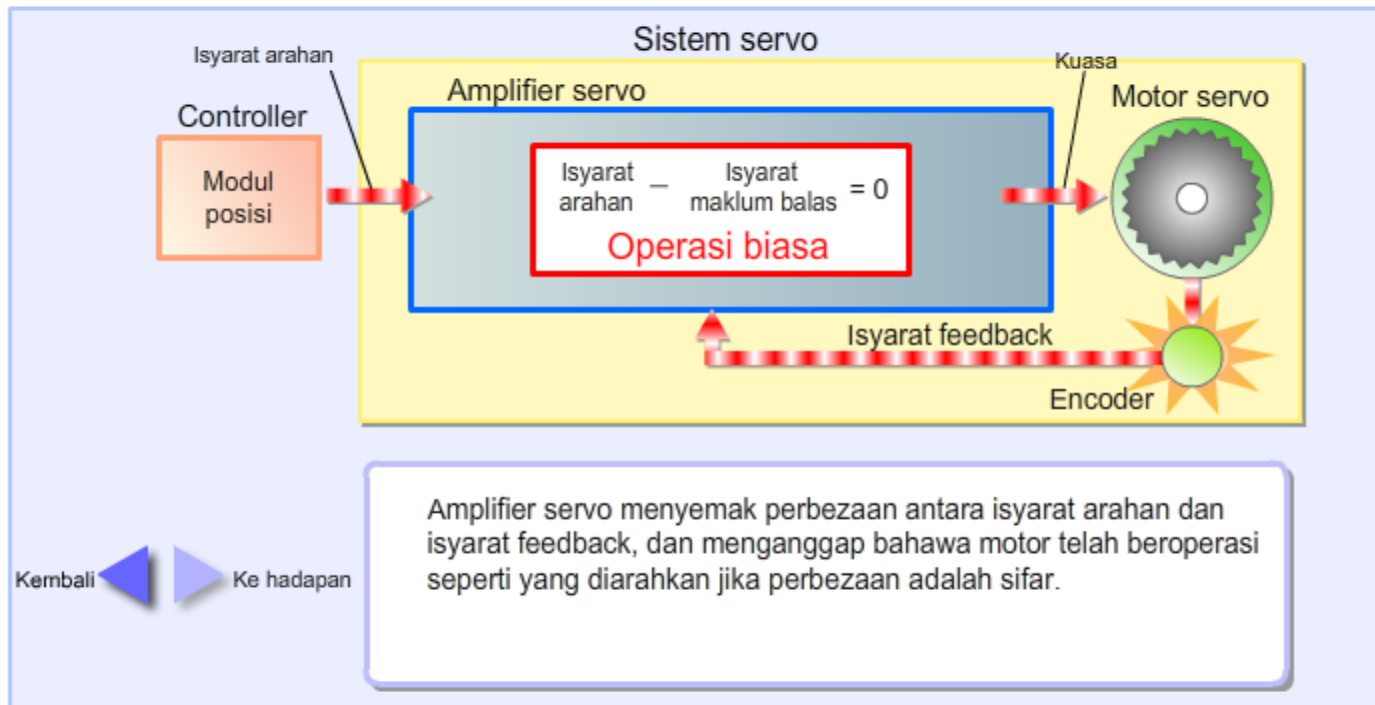 Sistem servo
Isyarat arahan
Kuasa
Amplifier servo
Motor servo
Controller
Modul
posisi
Isyarat
arahan
–
Isyarat
maklum balas
= 0
Operasi biasa
Isyarat feedback
Encoder
Amplifier servo menyemak perbezaan antara isyarat arahan dan
isyarat feedback, dan menganggap bahawa motor telah beroperasi
seperti yang diarahkan jika perbezaan adalah sifar.
Kembali
Ke hadapan